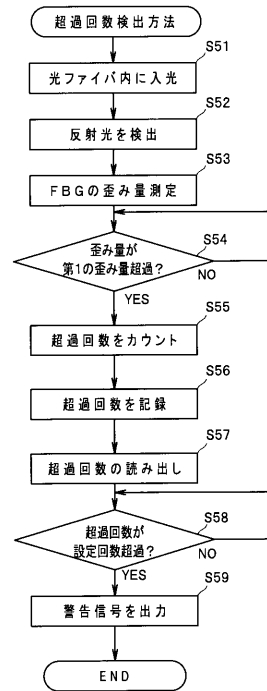 超過回数検出方法
S51
光ファイバ内に入光
S52
反射光を検出
S53
FBGの歪み量測定
S54
歪み量が
第1の歪み量超過?
NO
YES
S55
超過回数をカウント
S56
超過回数を記録
S57
超過回数の読み出し
S58
超過回数が
設定回数超過?
NO
YES
S59
警告信号を出力
END